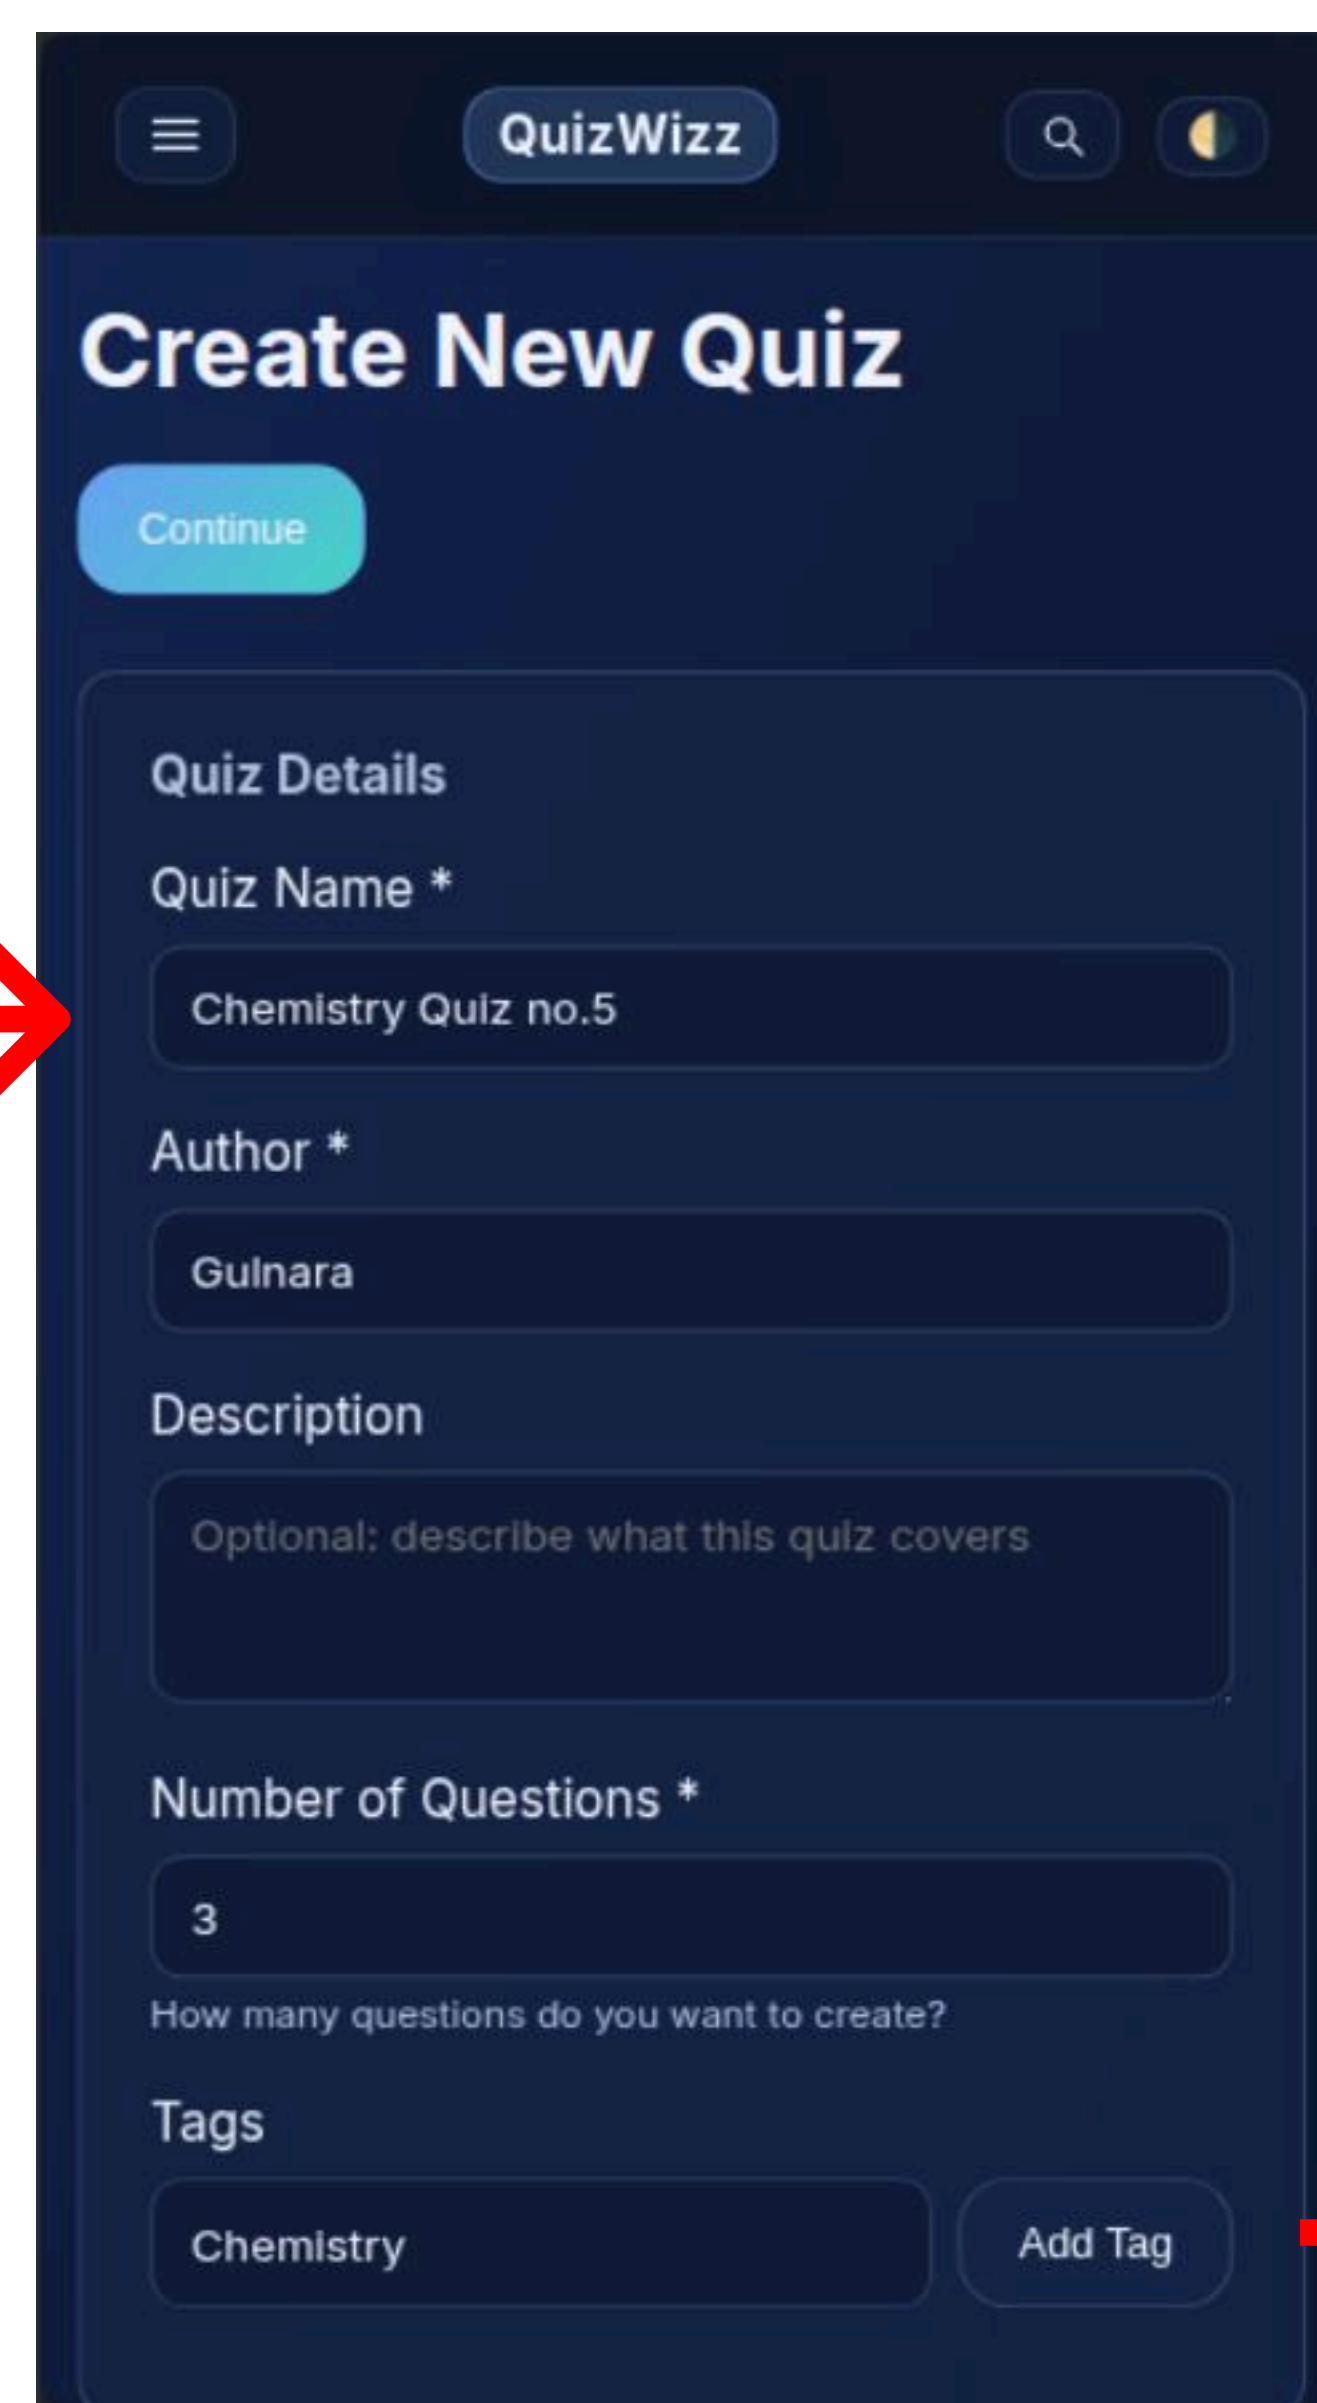 QuizWizz
Create New Quiz
Continue
Quiz Details
Quiz Name *
Chemistry Quiz no.5
Author *
Gulnara
Description
Optional: describe what this quiz covers
Number of Questions *
3
How many questions do you want to create?
Tags
Chemistry
Add Tag